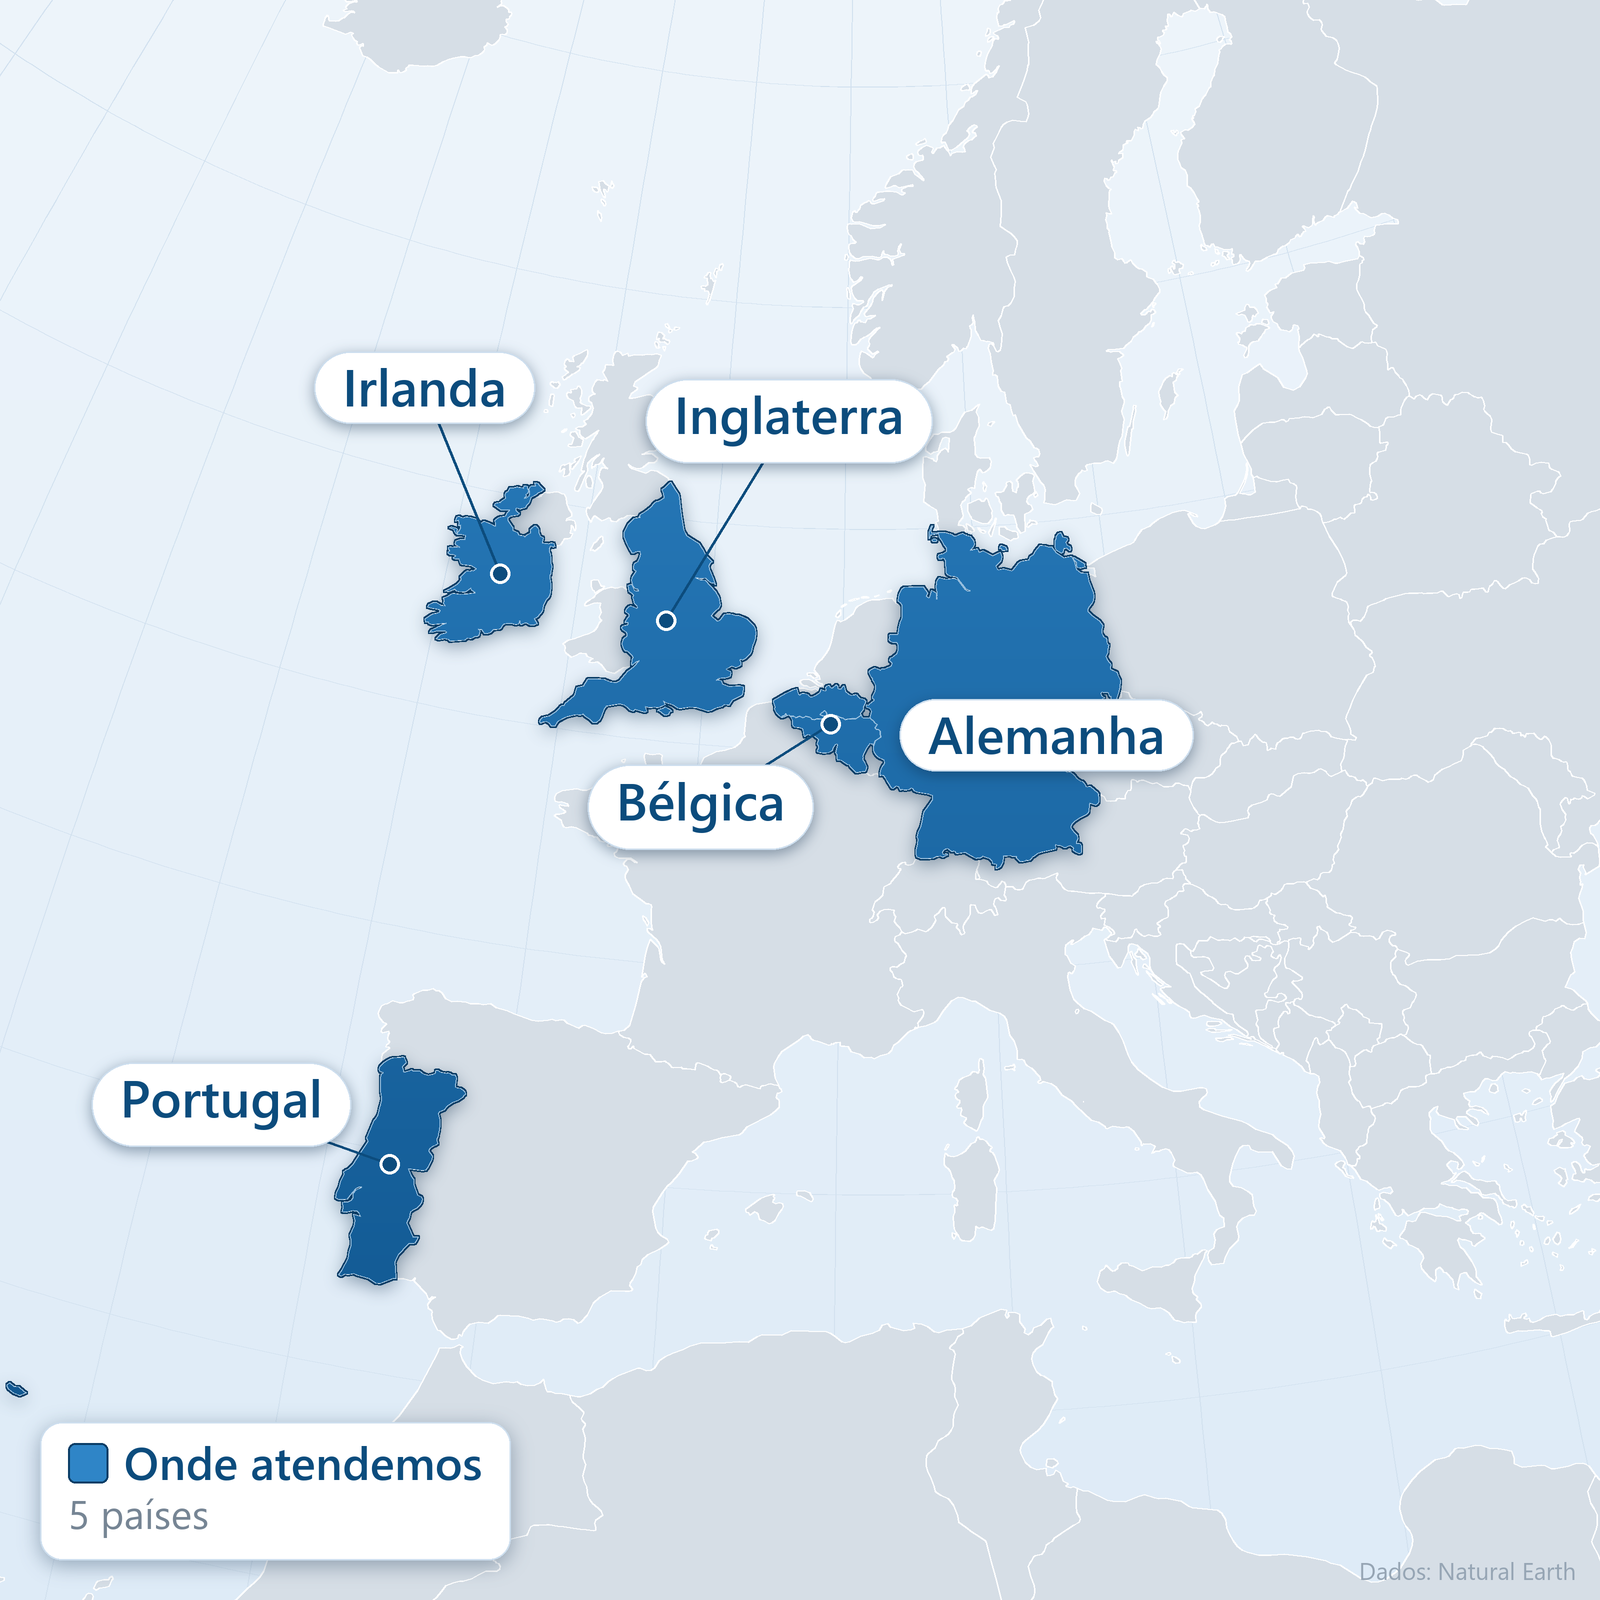 Irlanda
Inglaterra
Alemanha
Bélgica
Portugal
Onde atendemos
5 países
Dados: Natural Earth